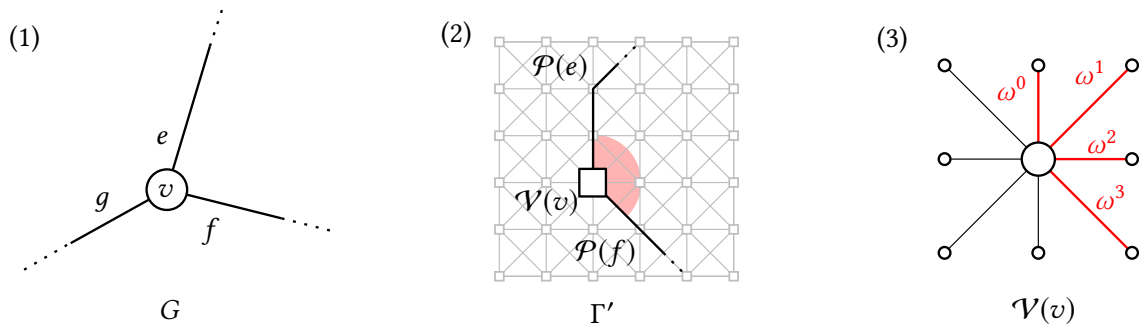 (1)
e
g
v
f
G
(2)
𝒫(e)
𝒱(v)
𝒫(f)
Γ′
(3)
ω⁰
ω¹
ω²
ω³
𝒱(v)